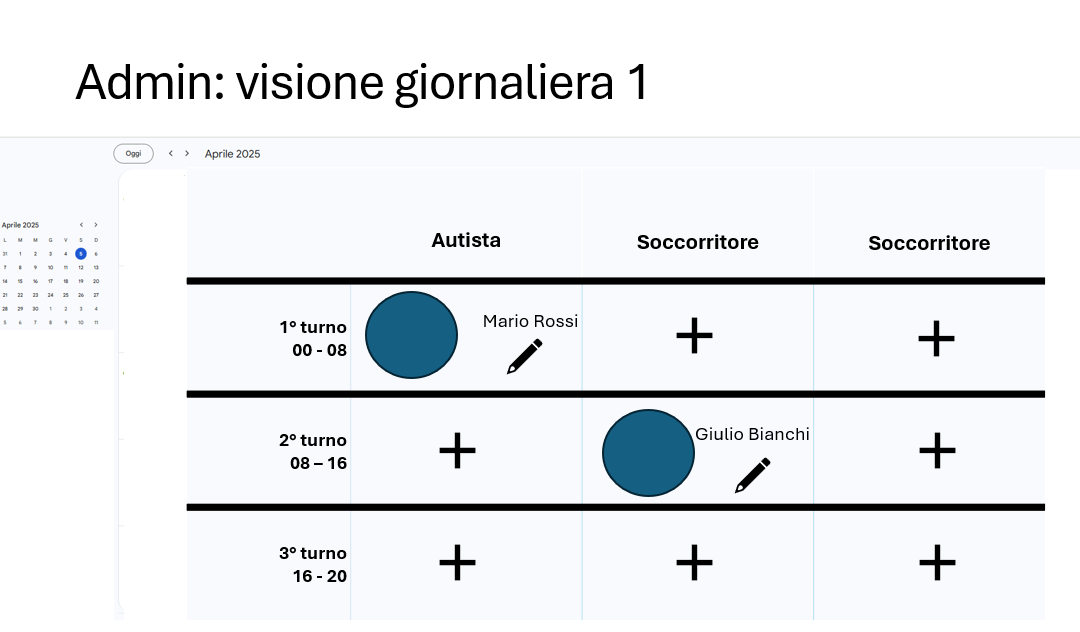 Admin: visione giornaliera 1
Oggi
Aprile 2025
Aprile 2025
L M M G V S D
31 1 2 3 4 5 6
7 8 9 10 11 12 13
14 15 16 17 18 19 20
21 22 23 24 25 26 27
28 29 30 1 2 3 4
5 6 7 8 9 10 11
Autista
Soccorritore
Soccorritore
1° turno
00 - 08
Mario Rossi
2° turno
08 – 16
Giulio Bianchi
3° turno
16 - 20